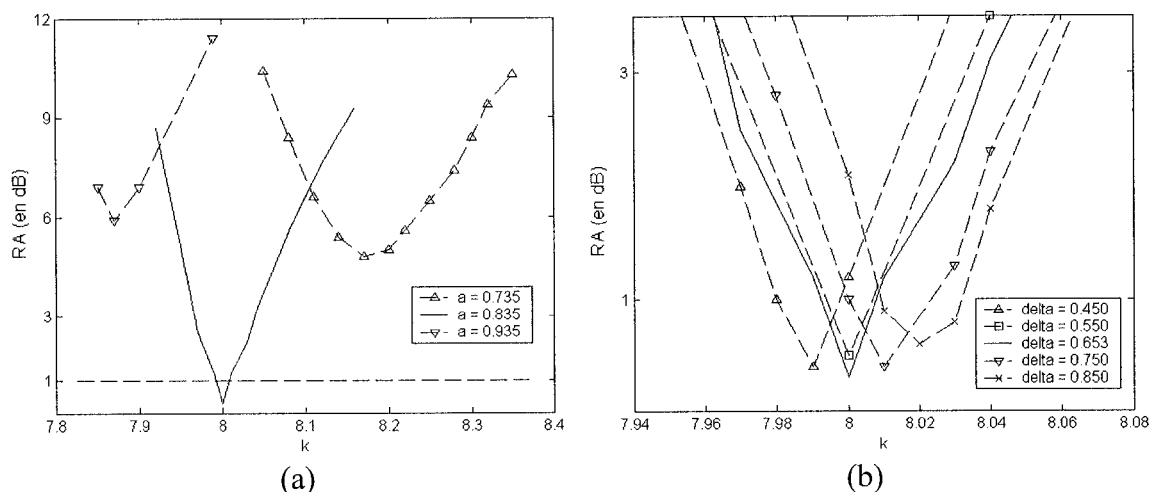 12
9
6
3
1
RA (en dB)
7.8 7.9 8 8.1 8.2 8.3 8.4
k
a = 0.735
a = 0.835
a = 0.935
(a)
3
1
RA (en dB)
7.94 7.96 7.98 8 8.02 8.04 8.06 8.08
k
delta = 0.450
delta = 0.550
delta = 0.653
delta = 0.750
delta = 0.850
(b)